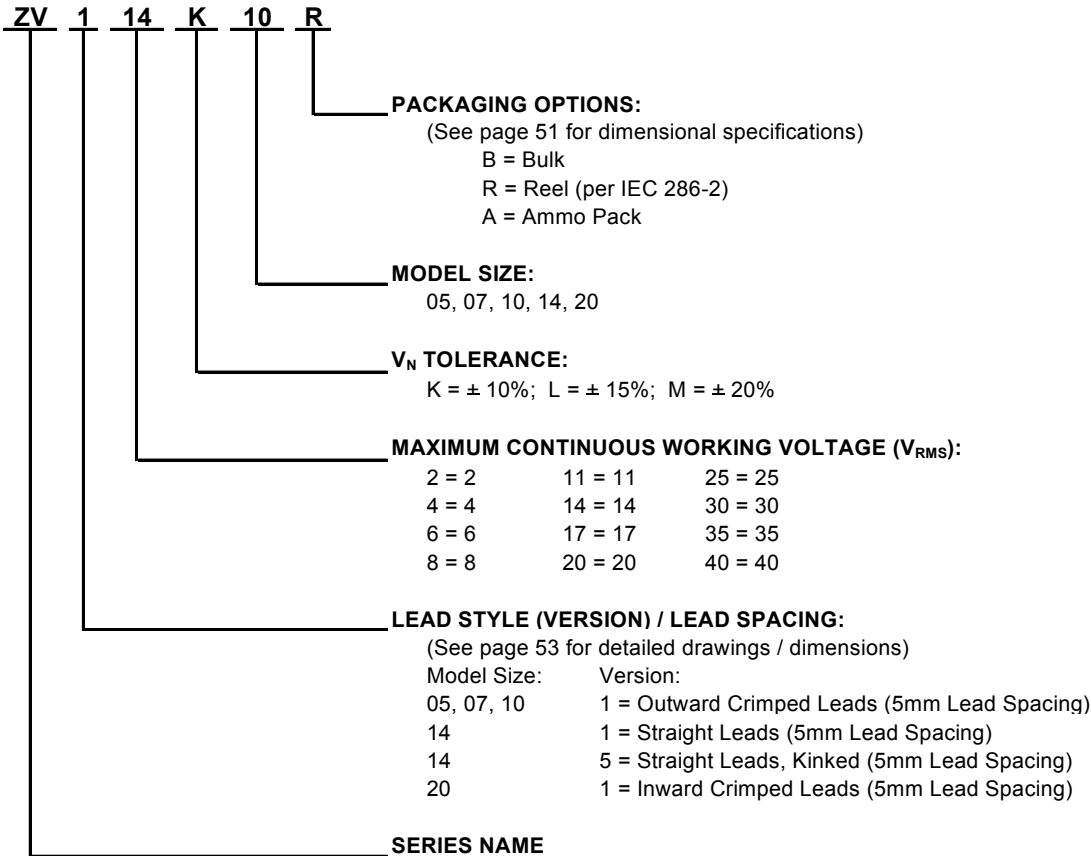 ZV 1 14 K 10 R
PACKAGING OPTIONS:
(See page 51 for dimensional specifications)
B = Bulk
R = Reel (per IEC 286-2)
A = Ammo Pack
MODEL SIZE:
05, 07, 10, 14, 20
VN TOLERANCE:
K = ± 10%; L = ± 15%; M = ± 20%
MAXIMUM CONTINUOUS WORKING VOLTAGE (VRMS):
2 = 2 11 = 11 25 = 25
4 = 4 14 = 14 30 = 30
6 = 6 17 = 17 35 = 35
8 = 8 20 = 20 40 = 40
LEAD STYLE (VERSION) / LEAD SPACING:
(See page 53 for detailed drawings / dimensions)
Model Size: Version:
05, 07, 10 1 = Outward Crimped Leads (5mm Lead Spacing)
14 1 = Straight Leads (5mm Lead Spacing)
14 5 = Straight Leads, Kinked (5mm Lead Spacing)
20 1 = Inward Crimped Leads (5mm Lead Spacing)
SERIES NAME